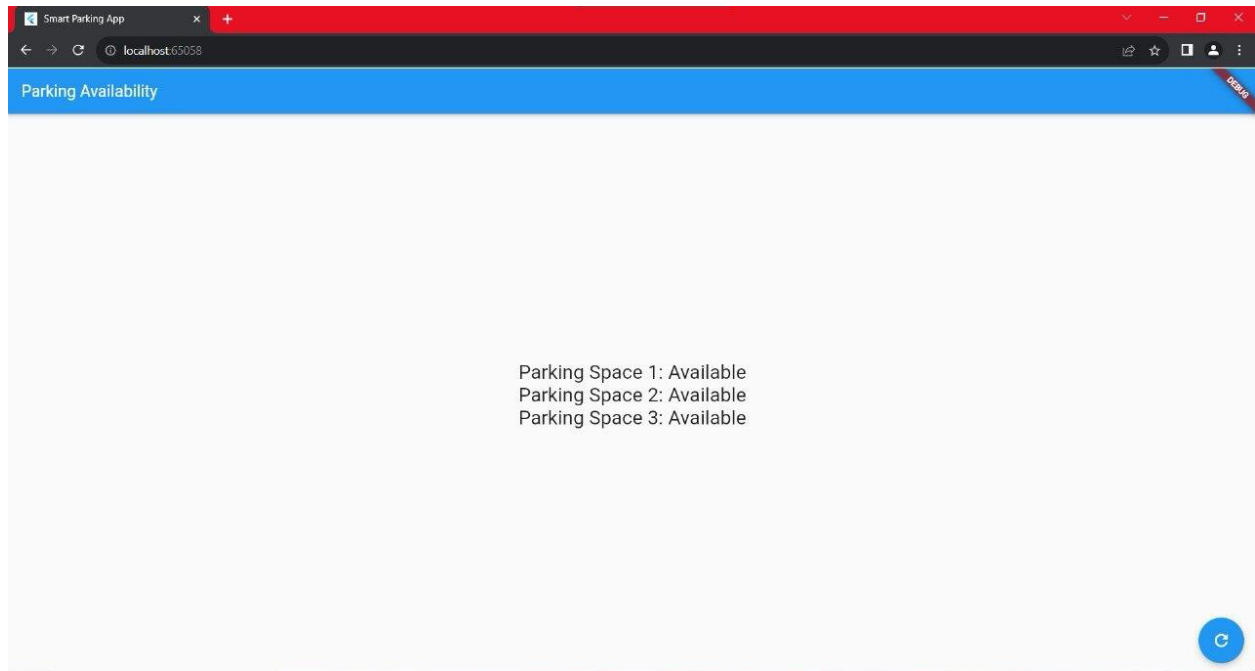 Smart Parking App
localhost:65058
Parking Availability
DEBUG
Parking Space 1: Available
Parking Space 2: Available
Parking Space 3: Available